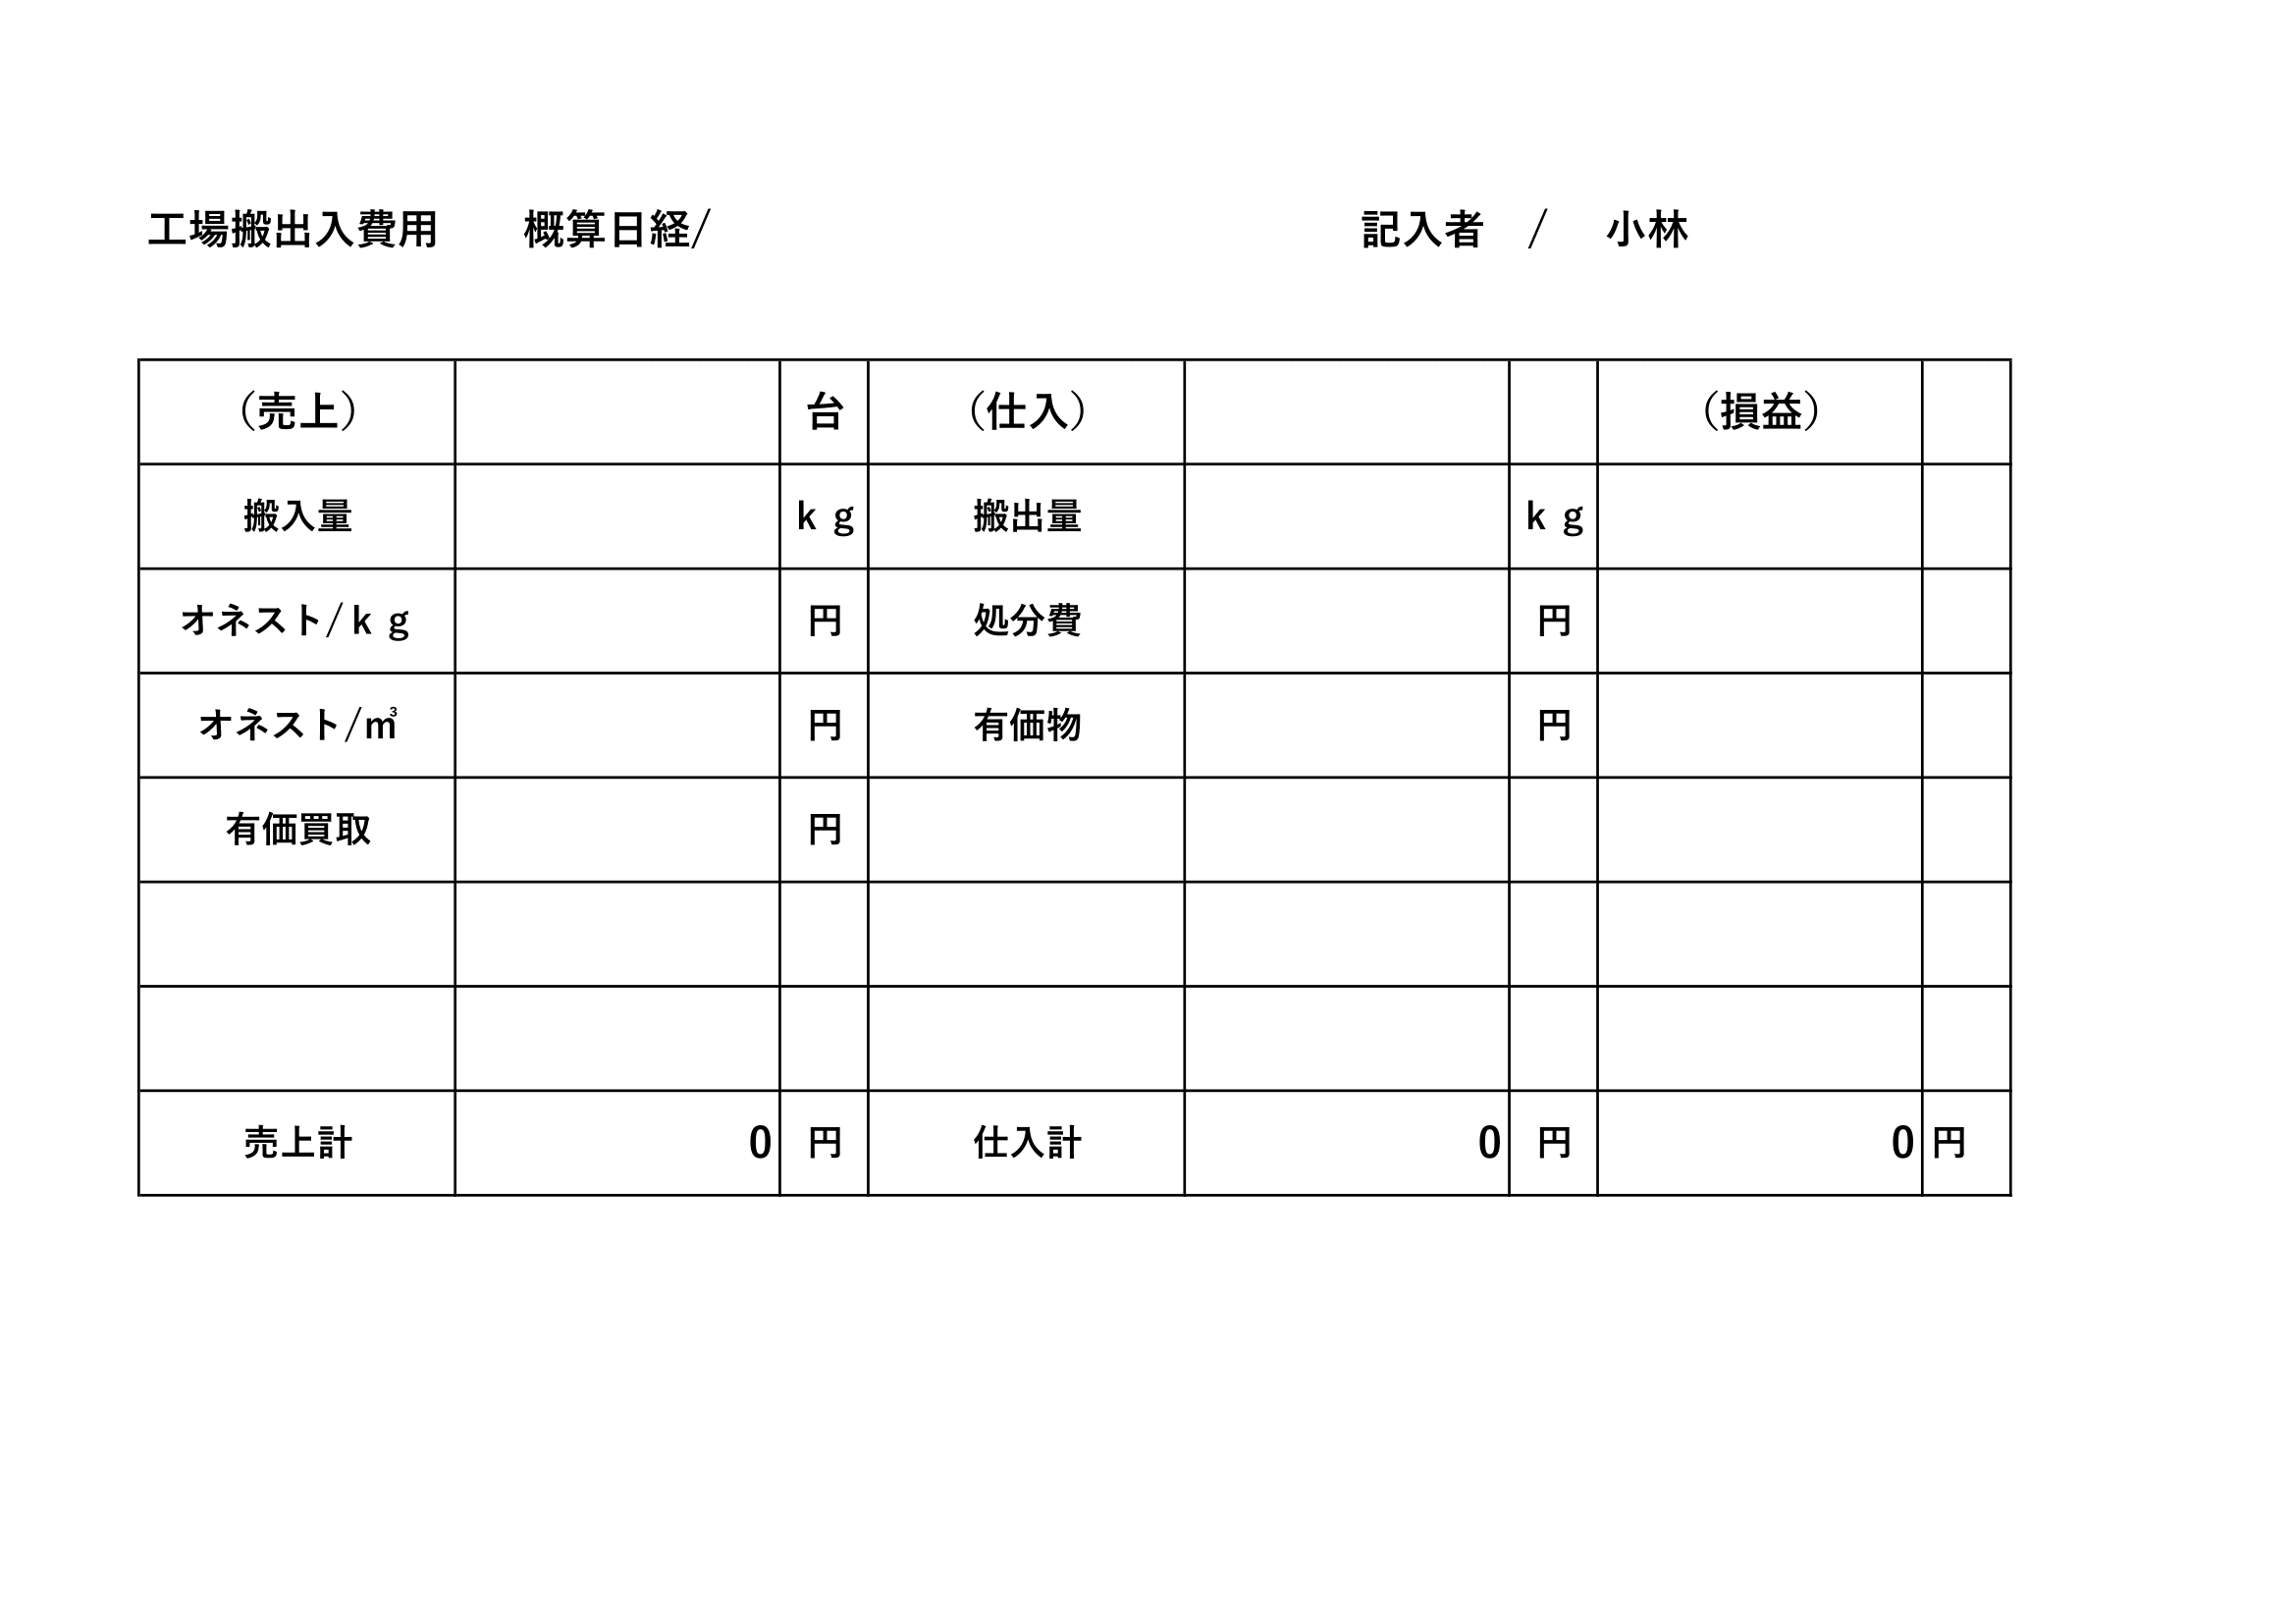 工場搬出入費用　　既算日経/　　記入者　/　小林
（売上）　台　（仕入）　（損益）
搬入量　ｋｇ　搬出量　ｋｇ
オネスト/ｋｇ　円　処分費　円
オネスト/㎥　円　有価物　円
有価買取　円
売上計　0　円　仕入計　0　円　0　円